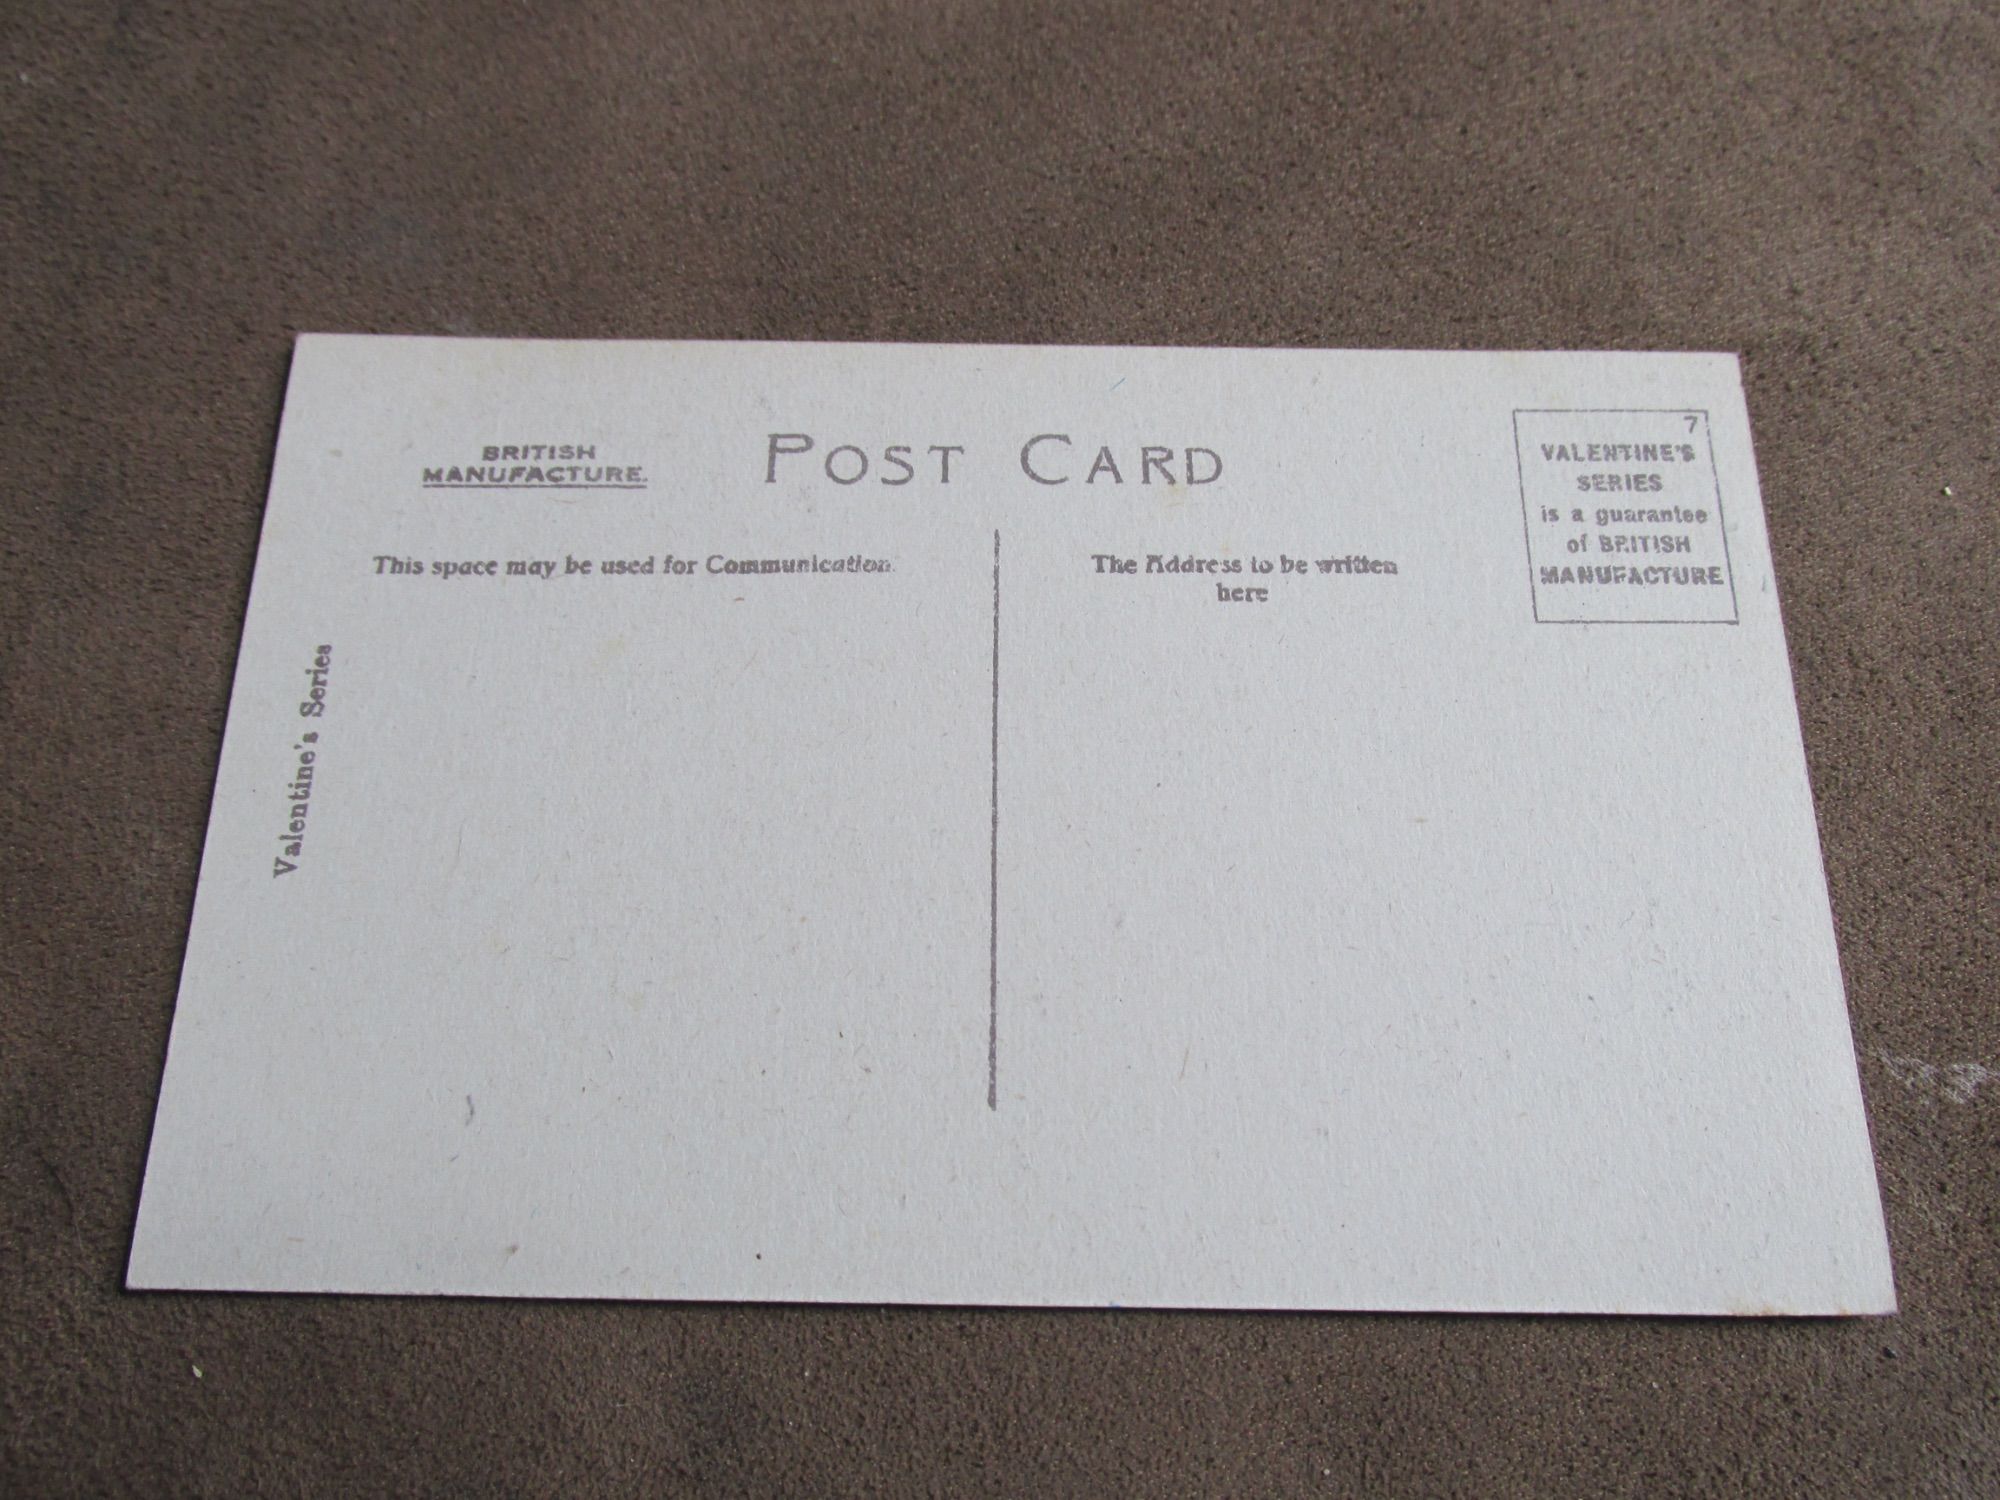 BRITISH
MANUFACTURE.
POST CARD
7
VALENTINE'S
SERIES
is a guarantee
of BRITISH
MANUFACTURE
This space may be used for Communication.
The Address to be written
here
Valentine's Series